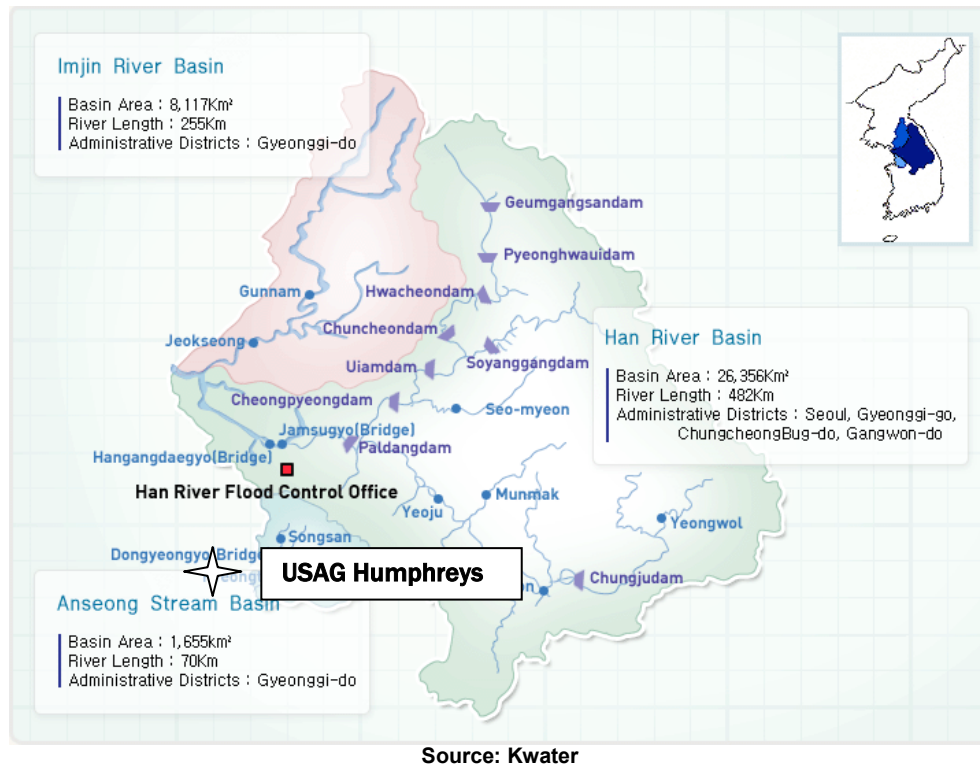 Imjin River Basin
Basin Area : 8,117Km²
River Length : 255Km
Administrative Districts : Gyeonggi-do
Geumgangsandam
Pyeonghwauidam
Gunnam
Hwacheondam
Chuncheondam
Jeokseong
Soyanggangdam
Uiamdam
Cheongpyeongdam
Seo-myeon
Han River Basin
Basin Area : 26,356Km²
River Length : 482Km
Administrative Districts : Seoul, Gyeonggi-go,
ChungcheongBug-do, Gangwon-do
Jamsugyo(Bridge)
Hangangdaegyo(Bridge)
Paldangdam
Han River Flood Control Office
Yeoju
Munmak
Yeongwol
Songsan
Dongyeongyo(Bridge
USAG Humphreys
Chungjudam
Anseong Stream Basin
Basin Area : 1,655km²
River Length : 70Km
Administrative Districts : Gyeonggi-do
Source: Kwater